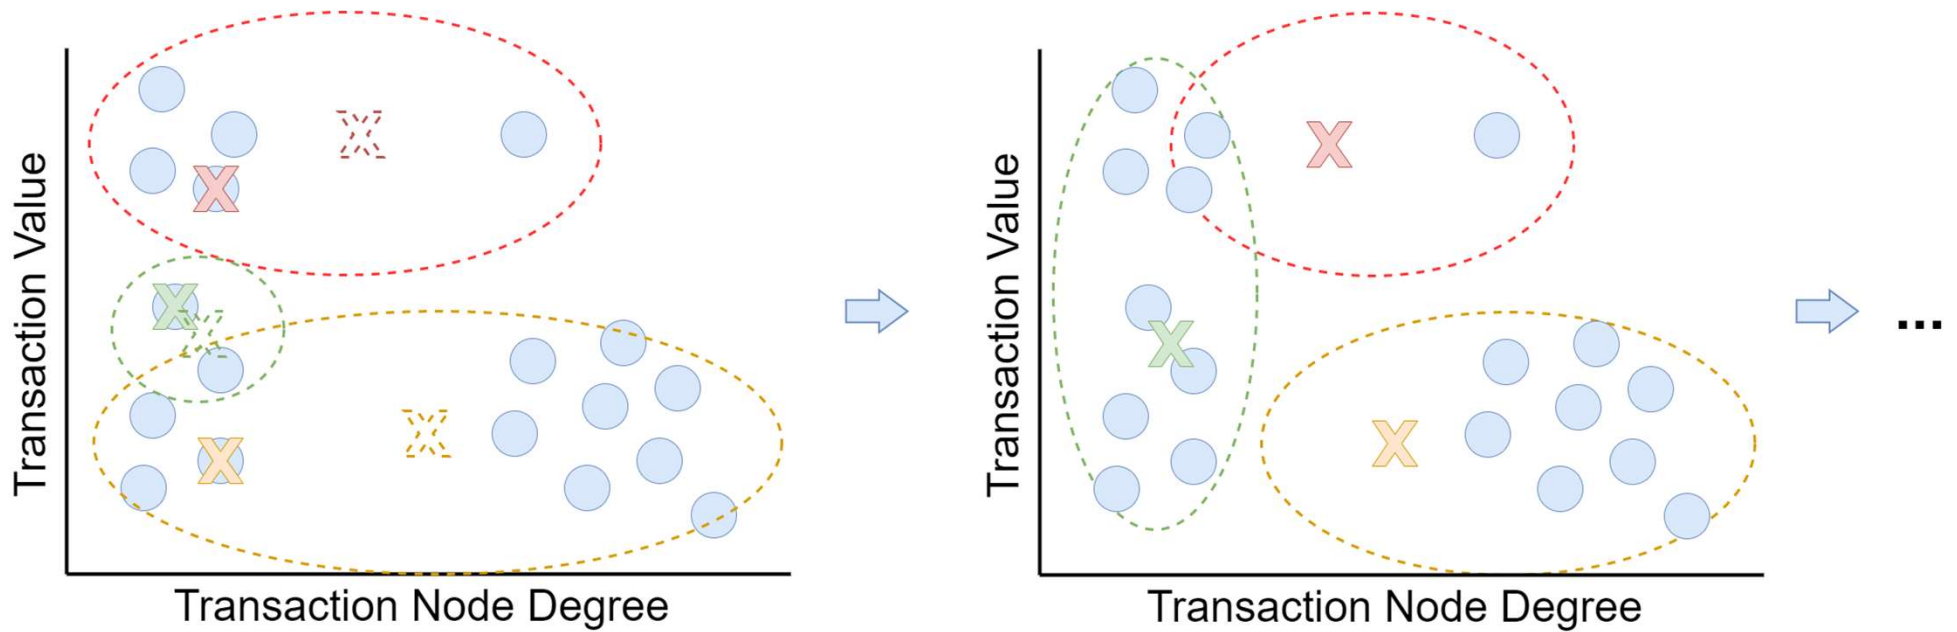 Transaction Value
X
X
X
X
X
X
Transaction Node Degree
Transaction Value
X
X
X
Transaction Node Degree
...